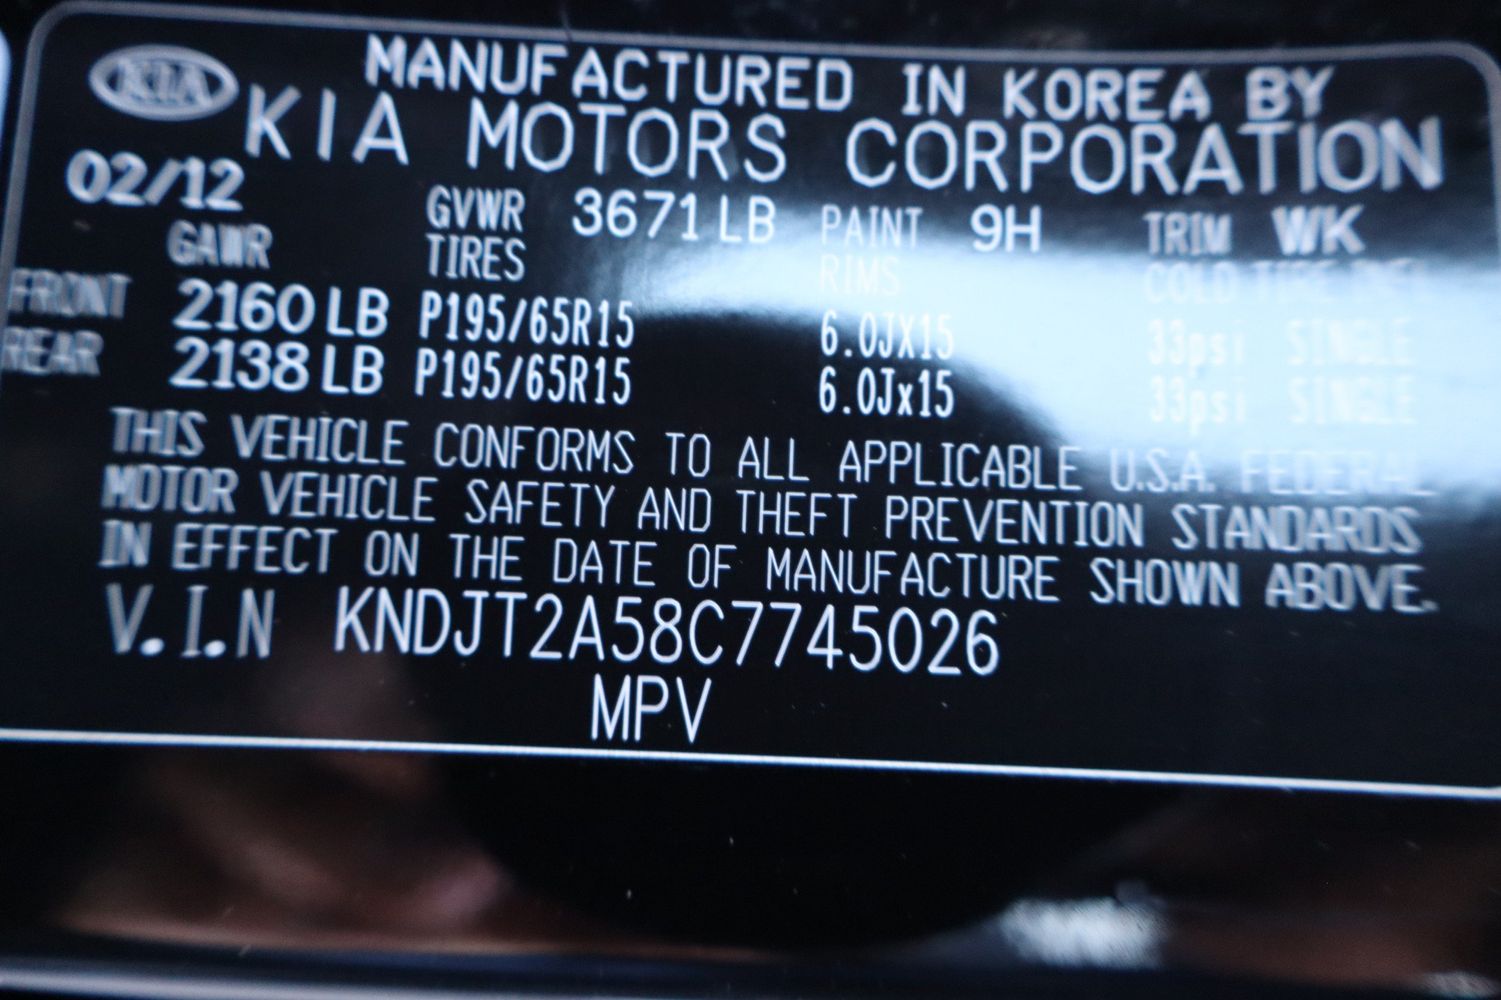 KIA MANUFACTURED IN KOREA BY
KIA MOTORS CORPORATION
02/12 GVWR 3671 LB PAINT 9H TRIM WK
GAWR TIRES RIMS COLD TIRE
FRONT 2160 LB P195/65R15 6.0JX15 33psi SINGLE
REAR 2138 LB P195/65R15 6.0Jx15 33psi SINGLE
THIS VEHICLE CONFORMS TO ALL APPLICABLE U.S.A. FEDERAL
MOTOR VEHICLE SAFETY AND THEFT PREVENTION STANDARDS
IN EFFECT ON THE DATE OF MANUFACTURE SHOWN ABOVE.
V.I.N KNDJT2A58C7745026
MPV